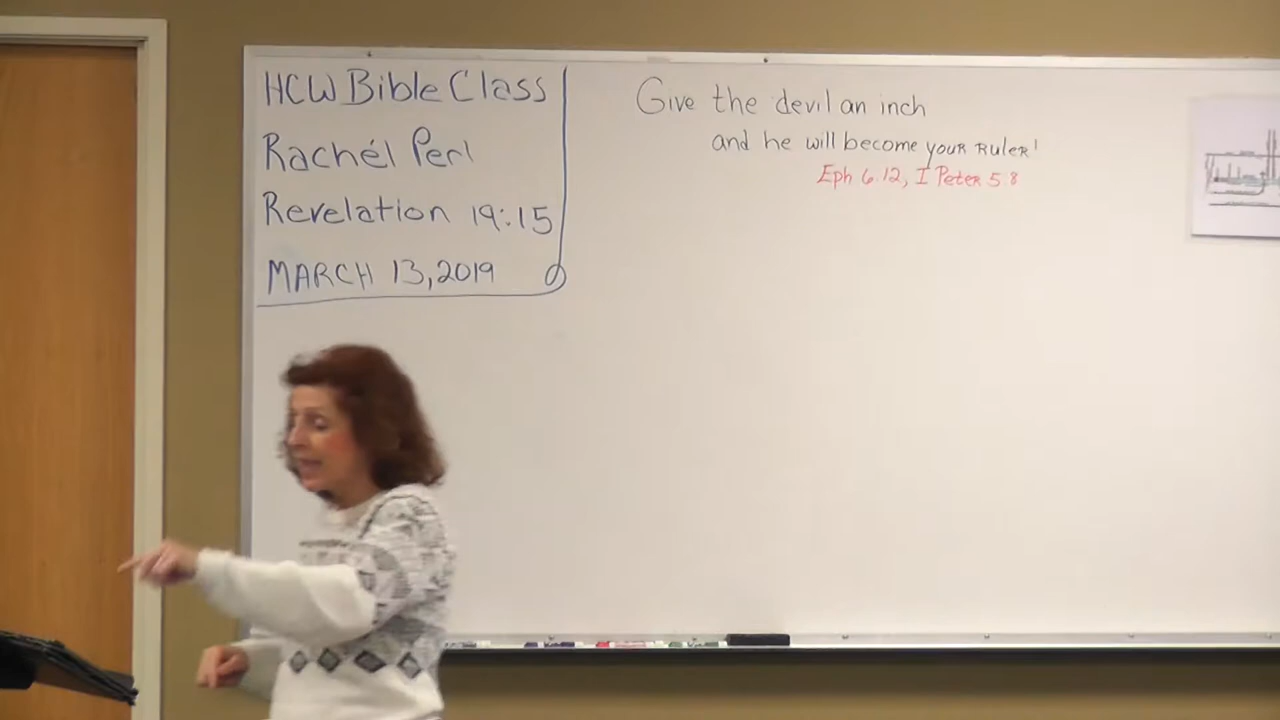 HCW Bible Class
Rachél Perl
Revelation 19:15
MARCH 13, 2019
Give the devil an inch
and he will become your Ruler!
Eph 6.12, I Peter 5.8